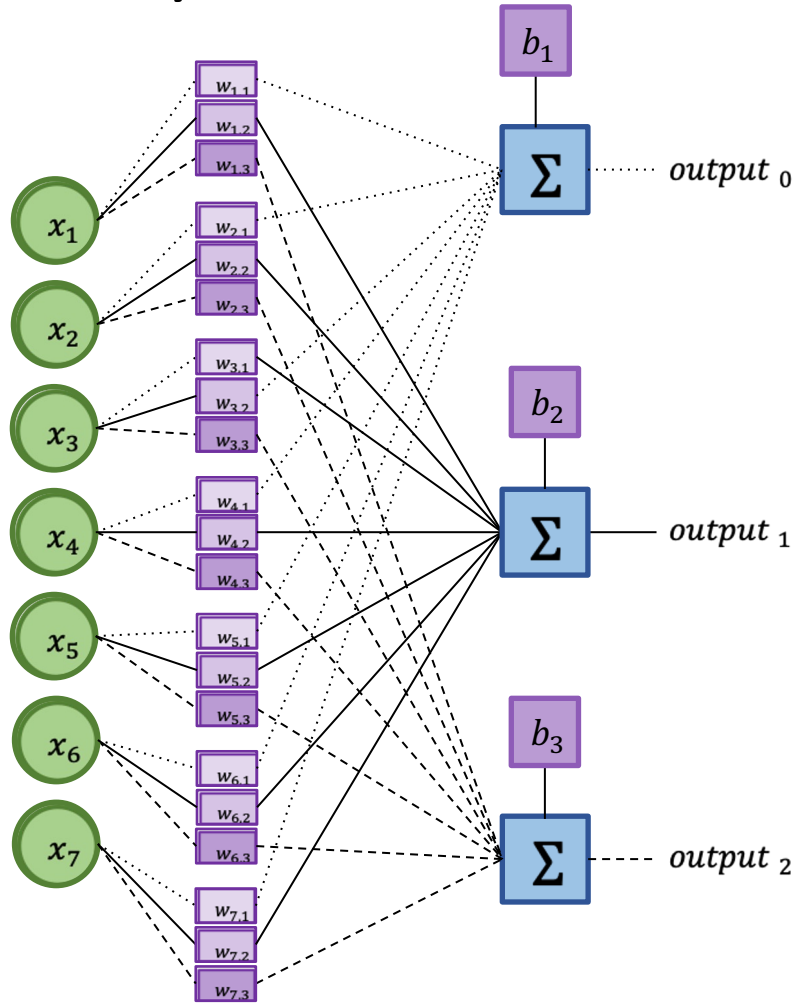 b₁
w₁,₁
w₁.₂
w₁.₃
Σ
output ₀
x₁
w₂,₁
w₂.₂
w₂.₃
x₂
w₃,₁
w₃.₂
w₃.₃
b₂
x₃
w₄,₁
w₄.₂
w₄.₃
x₄
Σ
output ₁
w₅,₁
w₅.₂
w₅.₃
x₅
b₃
x₆
w₆,₁
w₆.₂
w₆.₃
x₇
Σ
output ₂
w₇,₁
w₇.₂
w₇.₃